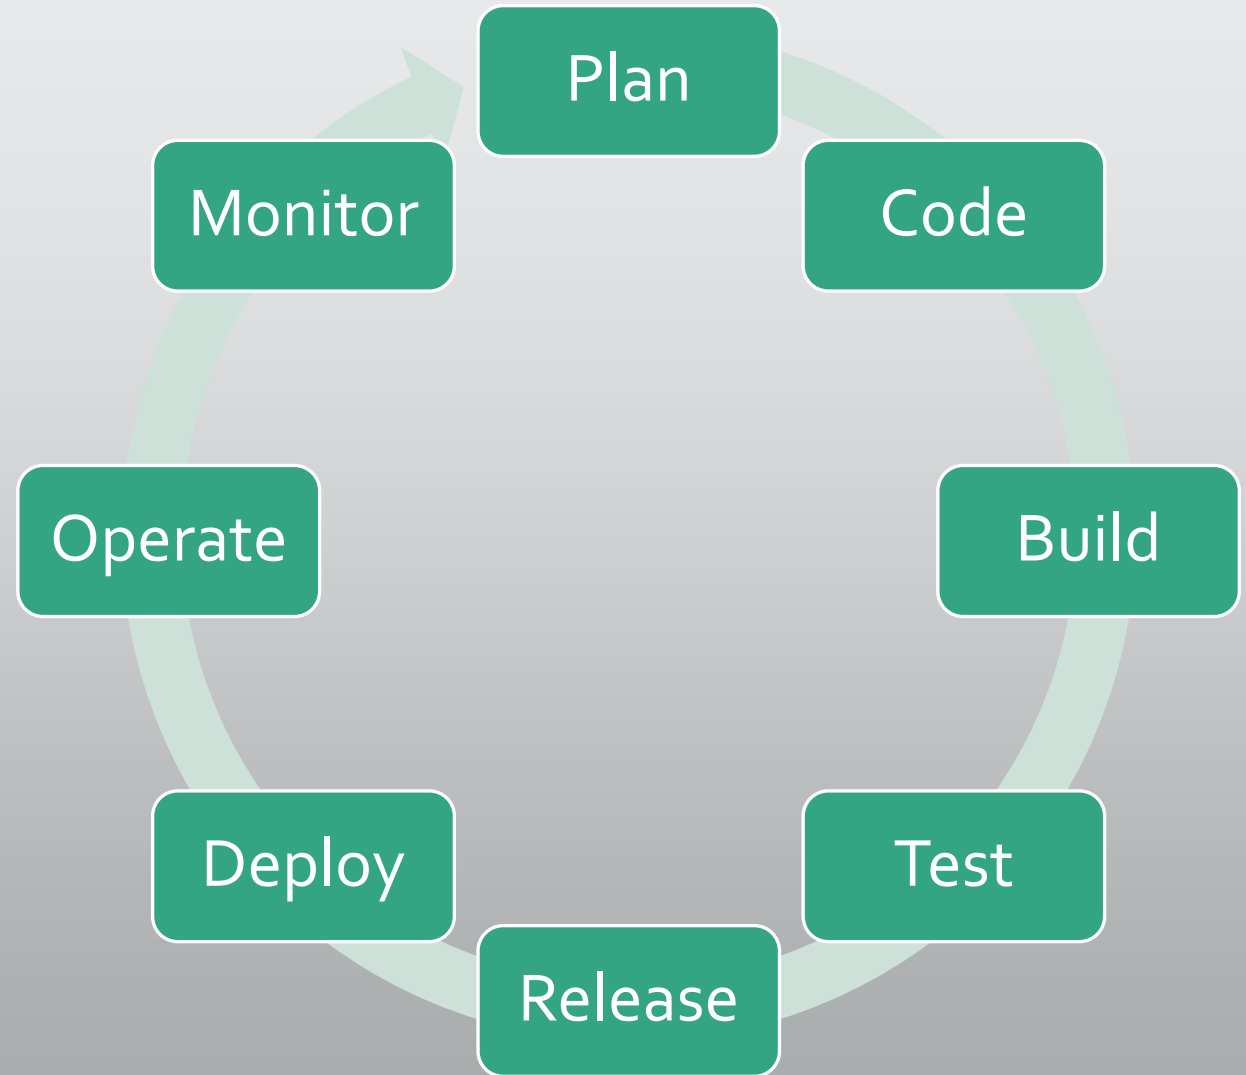 Plan
Code
Build
Test
Release
Deploy
Operate
Monitor